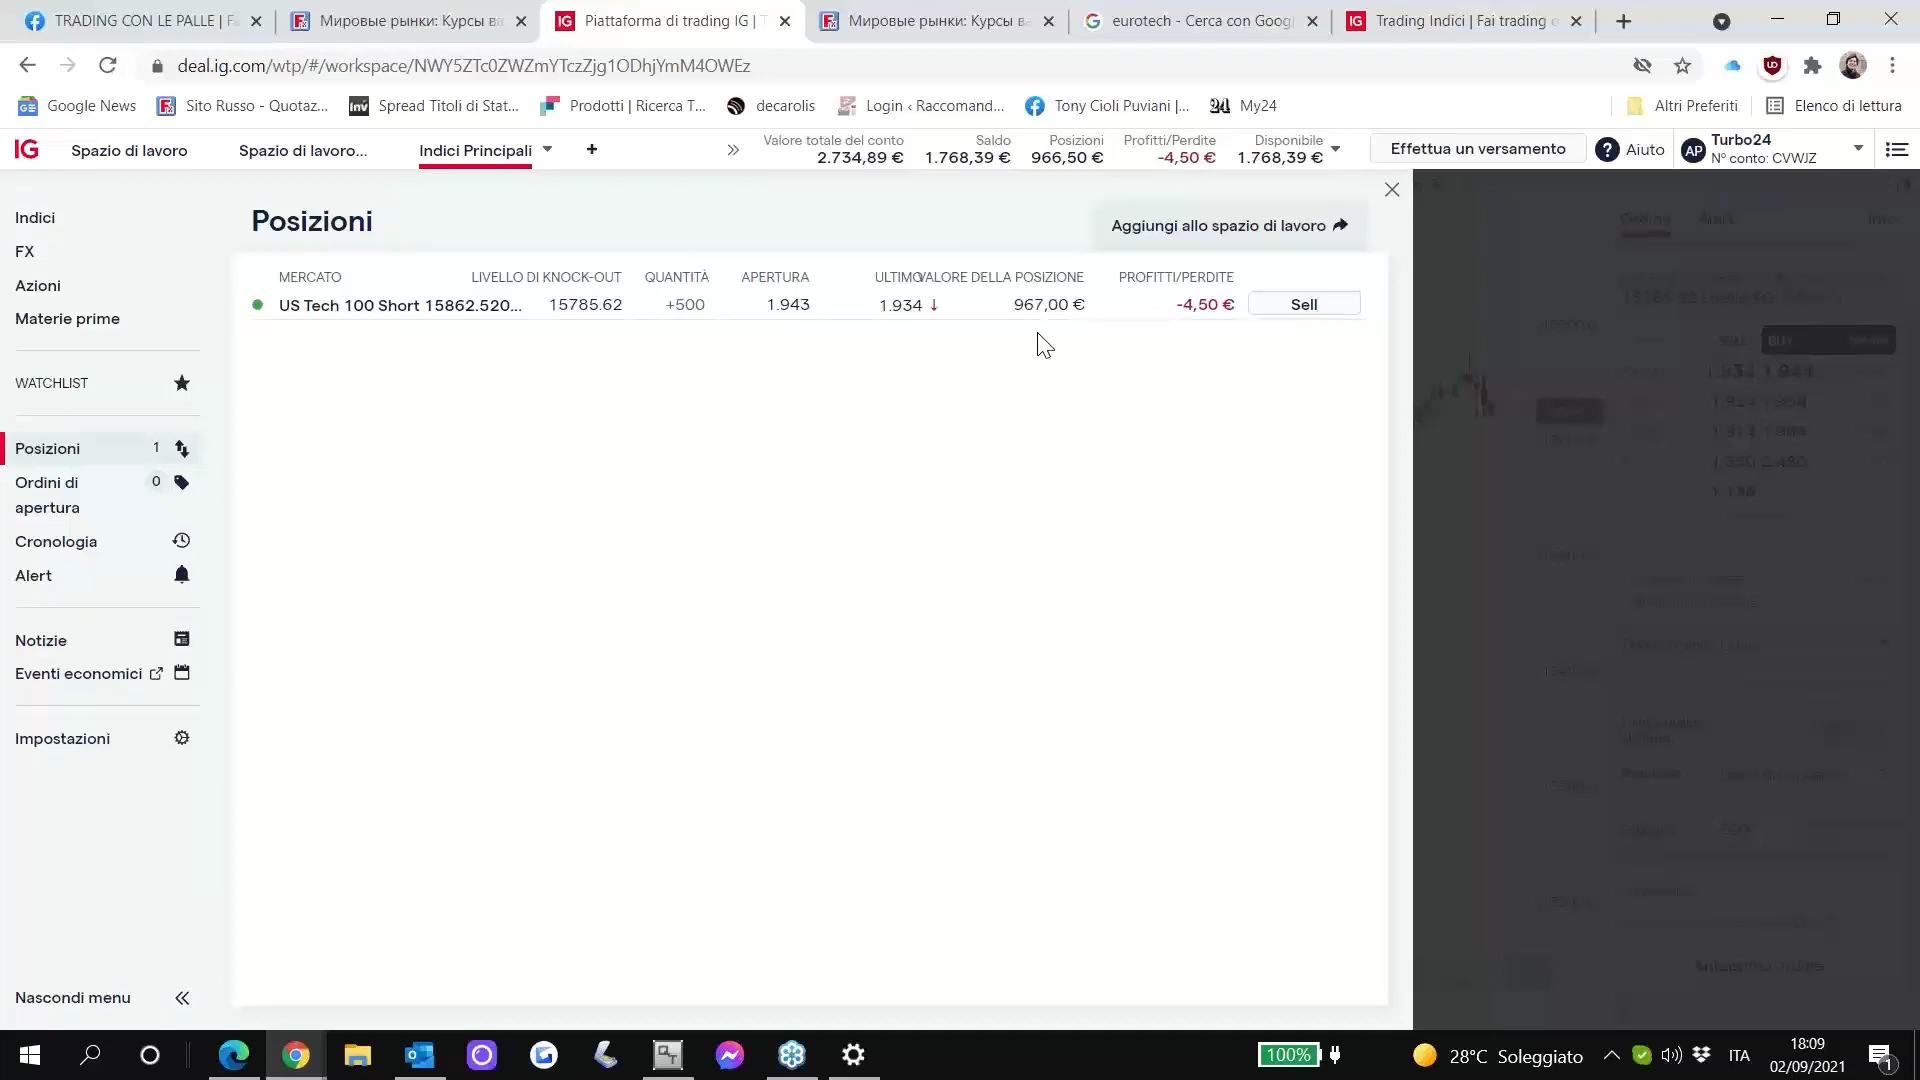 TRADING CON LE PALLE | Fa
Мировые рынки: Курсы ва
Piattaforma di trading IG | T
Мировые рынки: Курсы ва
eurotech - Cerca con Googl
Trading Indici | Fai trading o
deal.ig.com/wtp/#/workspace/NWY5ZTc0ZWZmYTczZjg1ODhjYmM4OWEz
Google News
Sito Russo - Quotaz...
Spread Titoli di Stat...
Prodotti | Ricerca T...
decarolis
Login ‹ Raccomand...
Tony Cioli Puviani |...
My24
Altri Preferiti
Elenco di lettura
IG
Spazio di lavoro
Spazio di lavoro...
Indici Principali
Valore totale del conto
2.734,89 €
Saldo
1.768,39 €
Posizioni
966,50 €
Profitti/Perdite
-4,50 €
Disponibile
1.768,39 €
Effettua un versamento
Aiuto
AP
Turbo24
N° conto: CVWJZ
Indici
FX
Azioni
Materie prime
WATCHLIST
Posizioni 1
Ordini di apertura 0
Cronologia
Alert
Notizie
Eventi economici
Impostazioni
Nascondi menu
Posizioni
Aggiungi allo spazio di lavoro
MERCATO LIVELLO DI KNOCK-OUT QUANTITÀ APERTURA ULTIMO VALORE DELLA POSIZIONE PROFITTI/PERDITE
US Tech 100 Short 15862.520... 15785.62 +500 1.943 1.934 ↓ 967,00 € -4,50 € Sell
100%
28°C Soleggiato
ITA
18:09
02/09/2021
1